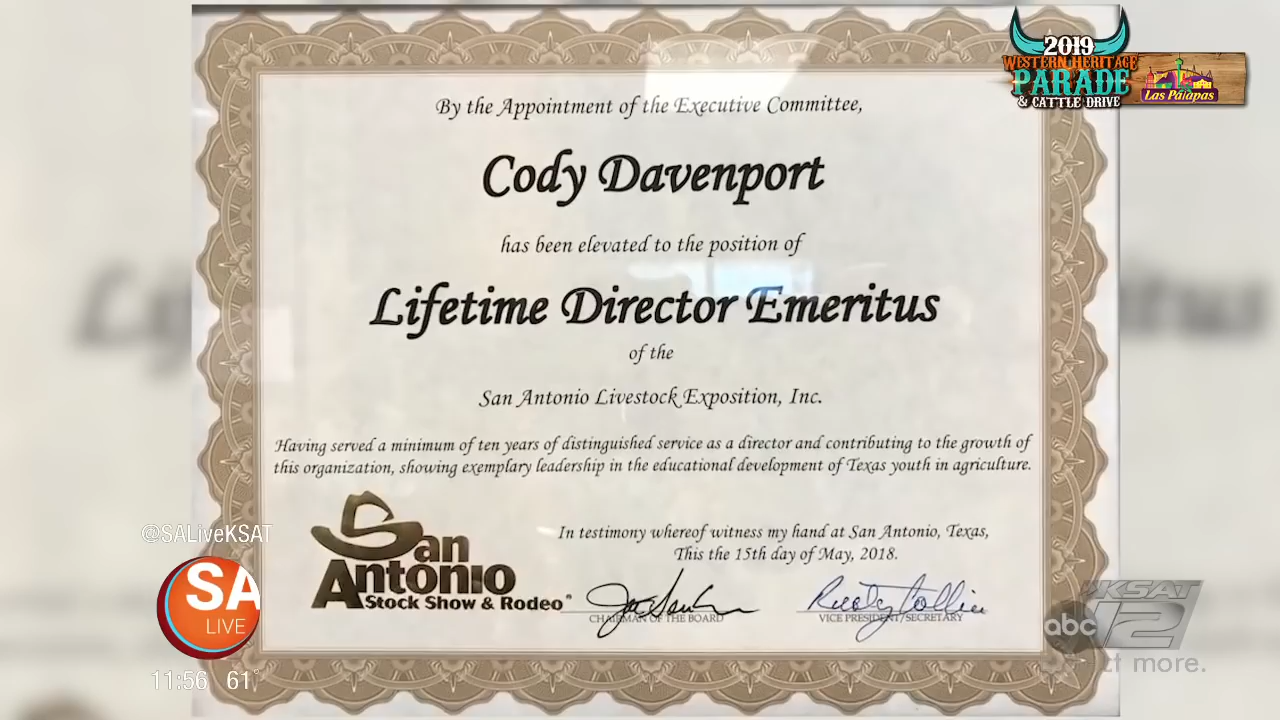 2019
WESTERN HERITAGE
PARADE
& CATTLE DRIVE
Las Palapas
By the Appointment of the Executive Committee,
Cody Davenport
has been elevated to the position of
Lifetime Director Emeritus
of the
San Antonio Livestock Exposition, Inc.
Having served a minimum of ten years of distinguished service as a director and contributing to the growth of
this organization, showing exemplary leadership in the educational development of Texas youth in agriculture.
In testimony whereof witness my hand at San Antonio, Texas,
This the 15th day of May, 2018.
San
Antonio
Stock Show & Rodeo
CHAIRMAN OF THE BOARD
VICE PRESIDENT/SECRETARY
@SALiveKSAT
SA
LIVE
11:56 61°
KSAT
abc 12
more.